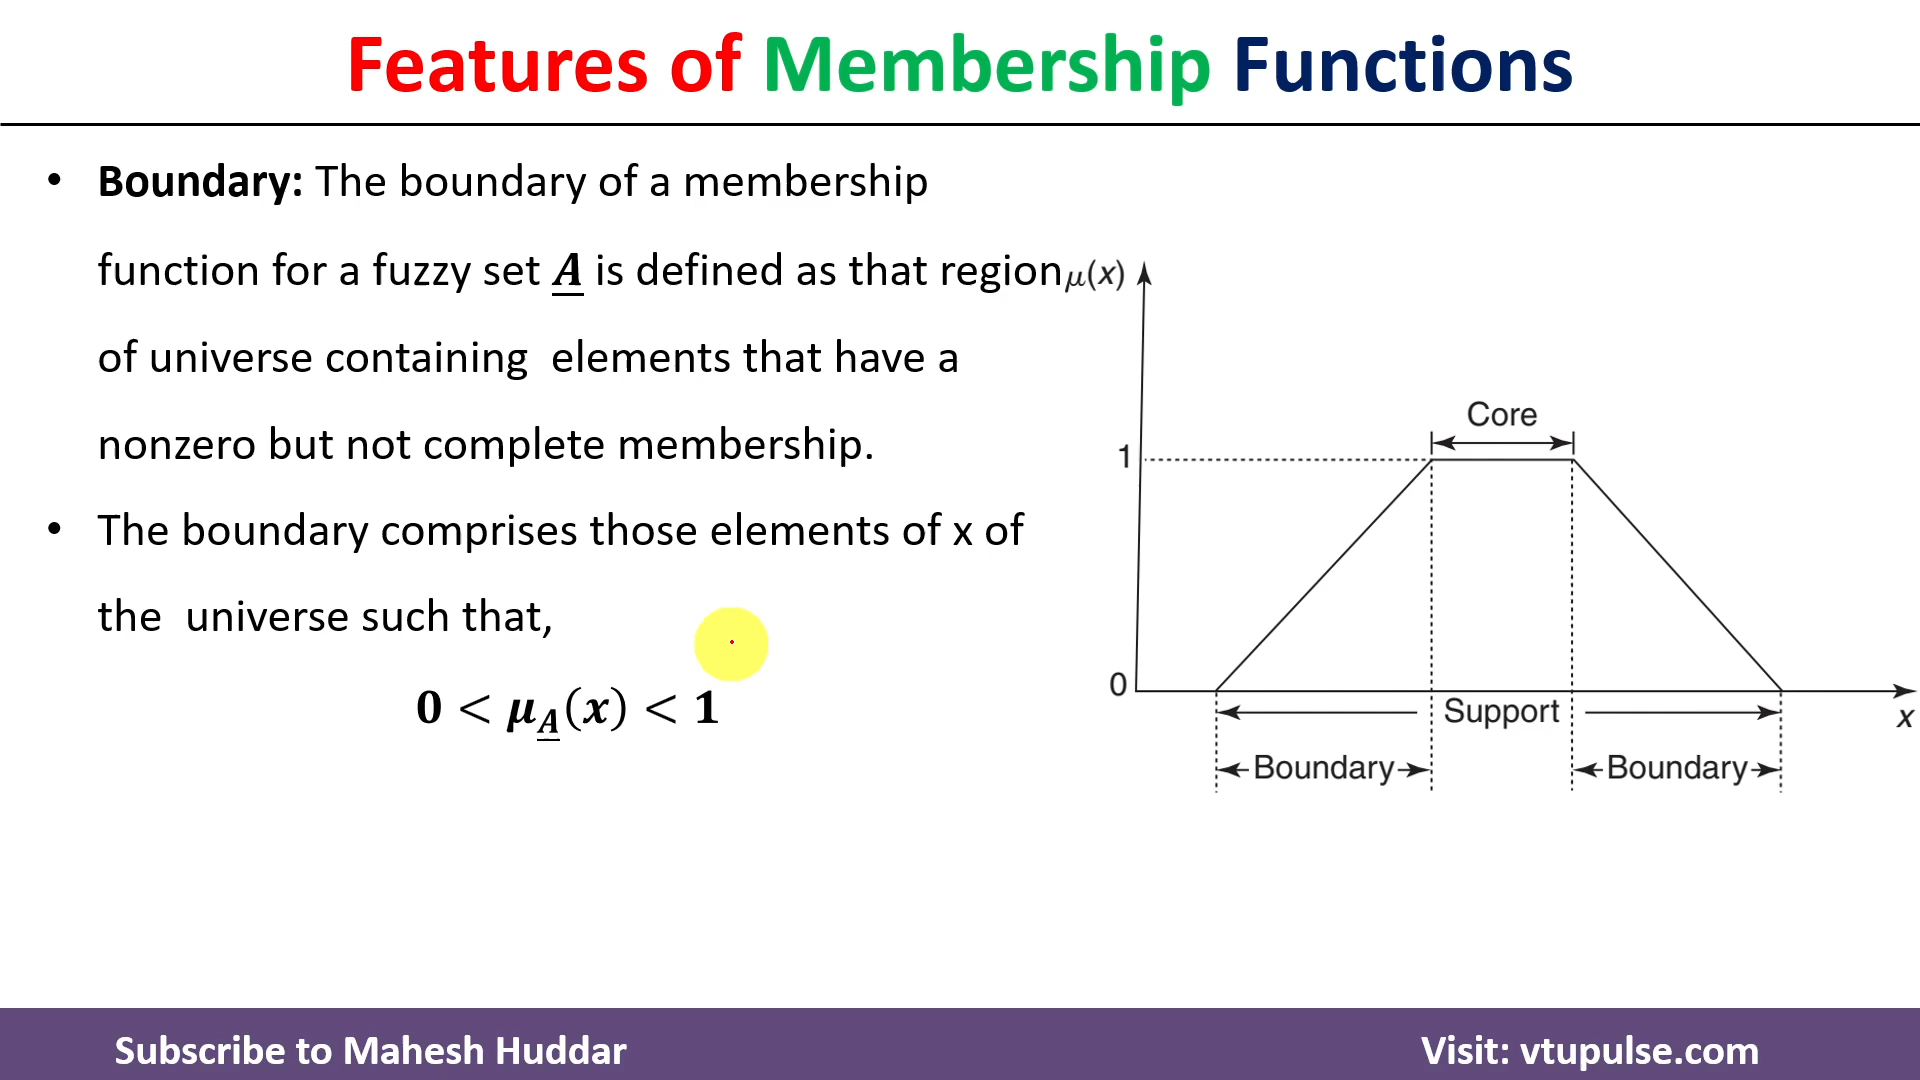 Features of Membership Functions
• Boundary: The boundary of a membership
function for a fuzzy set A is defined as that region
of universe containing elements that have a
nonzero but not complete membership.
• The boundary comprises those elements of x of
the universe such that,
0 < μ_A(x) < 1
μ(x)
Core
1
0
Support
x
Boundary
Boundary
Subscribe to Mahesh Huddar
Visit: vtupulse.com